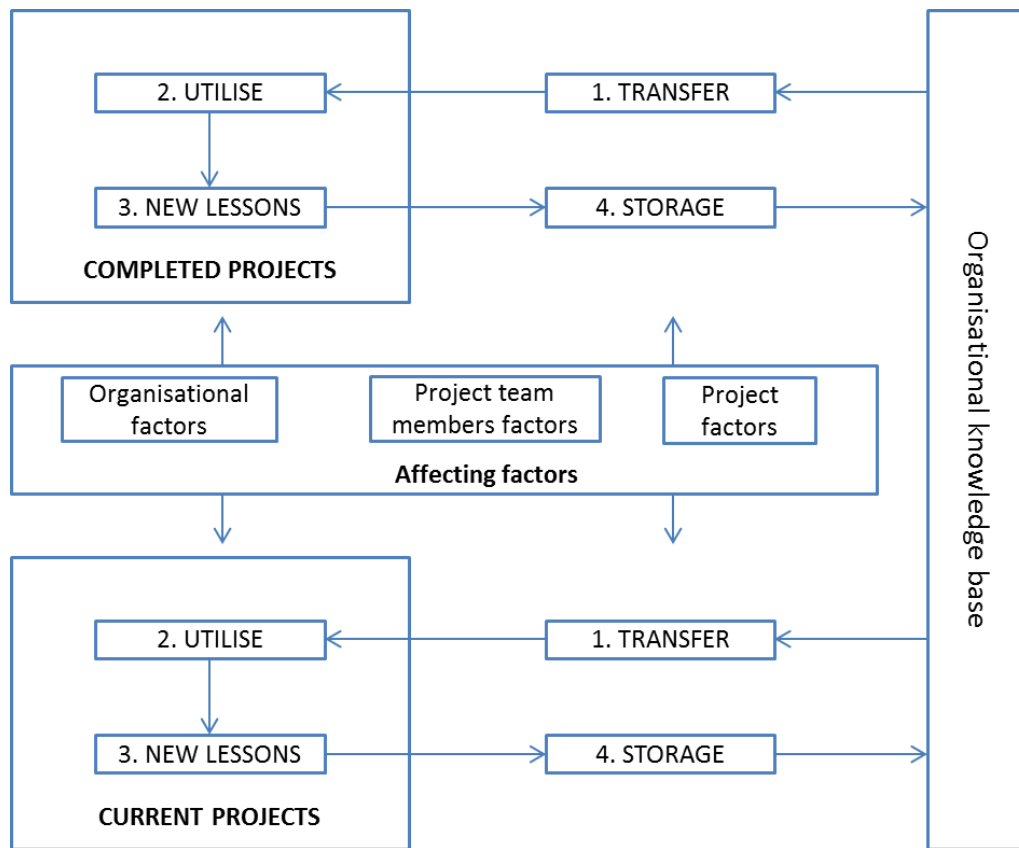 2. UTILISE
1. TRANSFER
3. NEW LESSONS
4. STORAGE
COMPLETED PROJECTS
Organisational
factors
Project team
members factors
Project
factors
Affecting factors
2. UTILISE
1. TRANSFER
3. NEW LESSONS
4. STORAGE
CURRENT PROJECTS
Organisational knowledge base